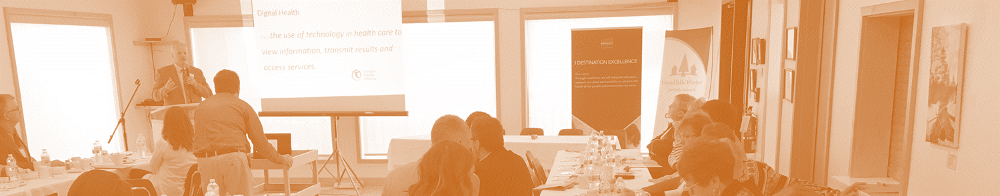 Digital Health
.....the use of technology in health care to
view information, transmit results and
access services.
Canada
Health
Infoway
I DESTINATION EXCELLENCE
Our vision:
Through excellence, we will integrate education,
research and social accountability to advance the
health of the people and communities we serve.
Grand Falls-Windsor
perfectly centered